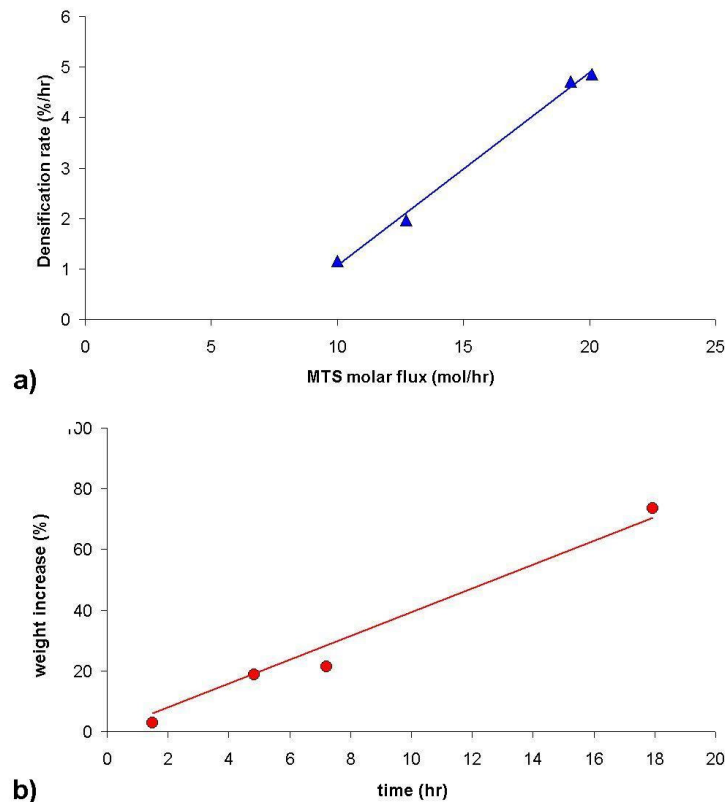 6
5
4
3
2
1
0
Densification rate (%/hr)
0 5 10 15 20 25
MTS molar flux (mol/hr)
a)
100
80
60
40
20
0
weight increase (%)
0 2 4 6 8 10 12 14 16 18 20
time (hr)
b)